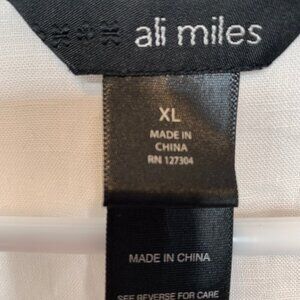 ali miles
XL
MADE IN
CHINA
RN 127304
MADE IN CHINA
SEE REVERSE FOR CARE